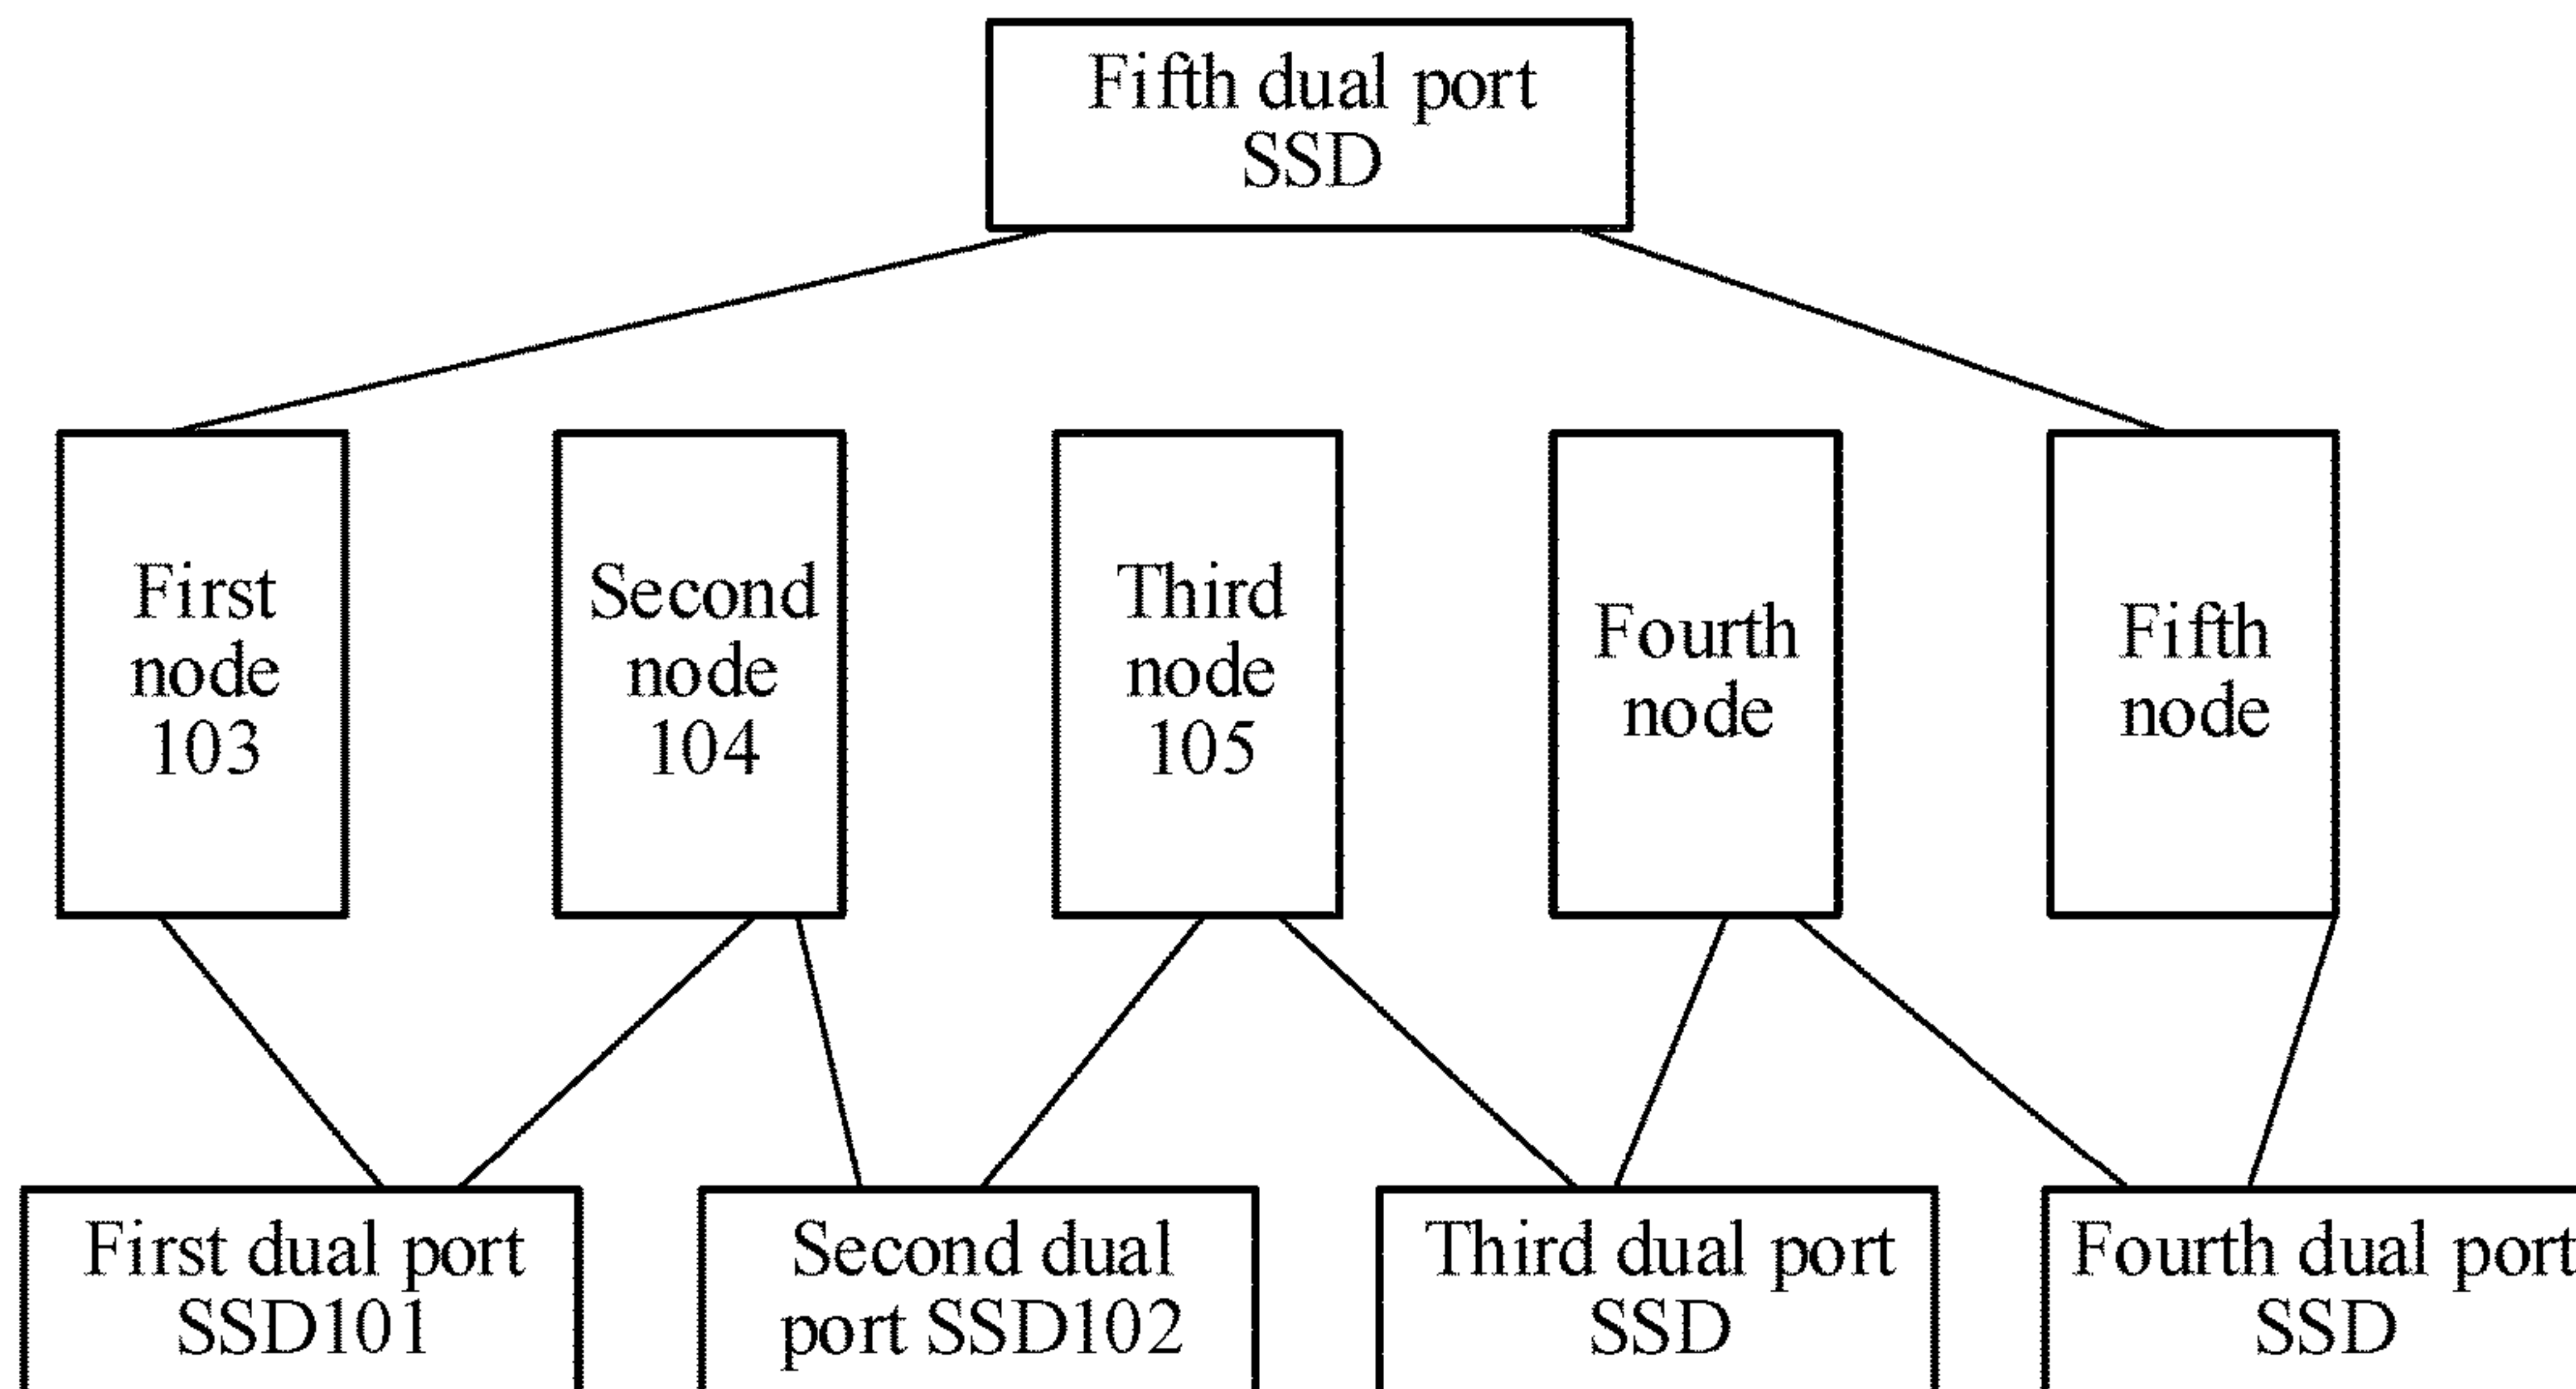 Fifth dual port
SSD
First
node
103
Second
node
104
Third
node
105
Fourth
node
Fifth
node
First dual port
SSD101
Second dual
port SSD102
Third dual port
SSD
Fourth dual port
SSD